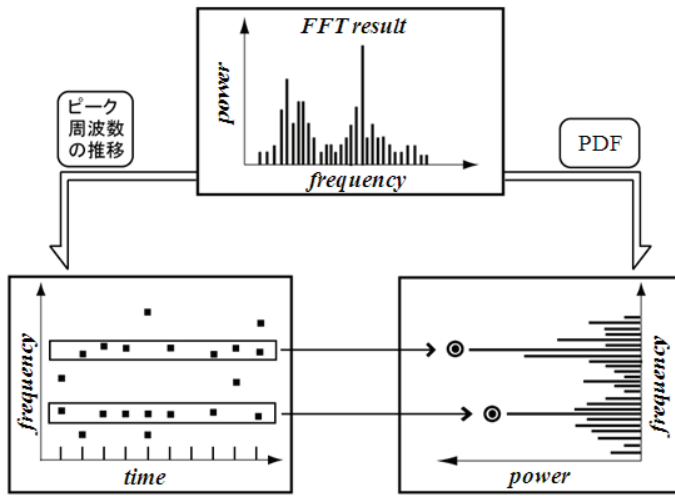 FFT result
power
frequency
ピーク
周波数
の推移
PDF
frequency
time
frequency
power